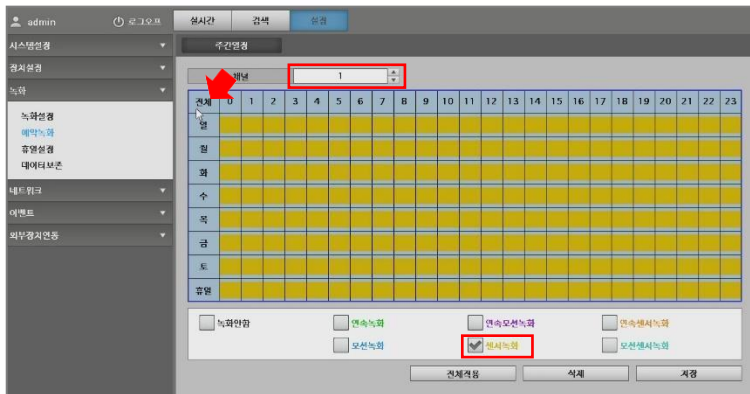 admin 로그오프 실시간 검색 설정
시스템설정 주간일정
장치설정
채널 1
녹화
전체 0 1 2 3 4 5 6 7 8 9 10 11 12 13 14 15 16 17 18 19 20 21 22 23
녹화설정
일
예약녹화
휴일설정
월
데이터보존
화
네트워크
수
이벤트
목
외부장치연동
금
토
휴일
녹화안함 연속녹화 연속모션녹화 연속센서녹화
모션녹화 센서녹화 모션센서녹화
전체적용 삭제 저장